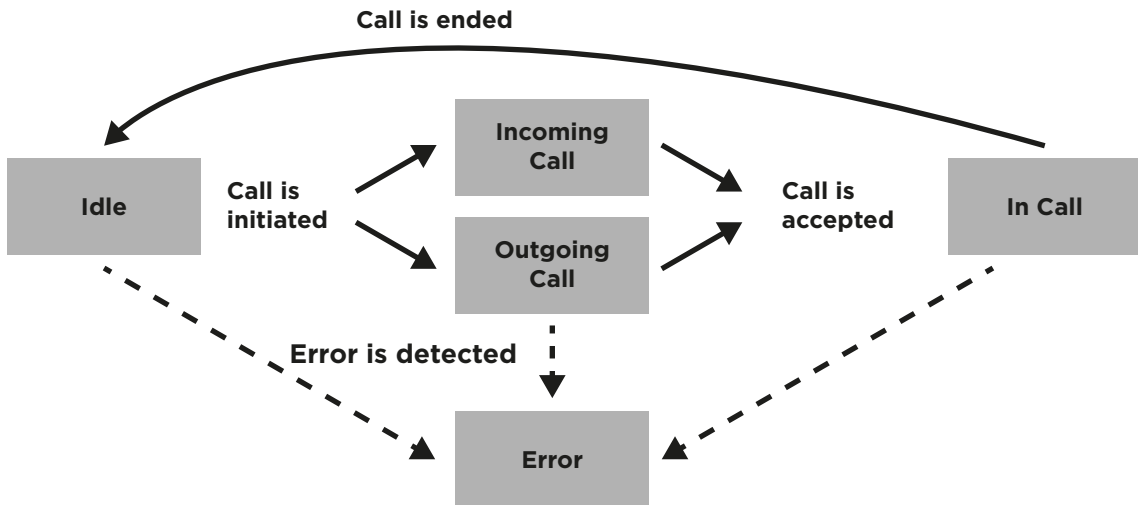 Call is ended
Incoming
Call
Idle
Call is
initiated
Call is
accepted
In Call
Outgoing
Call
Error is detected
Error